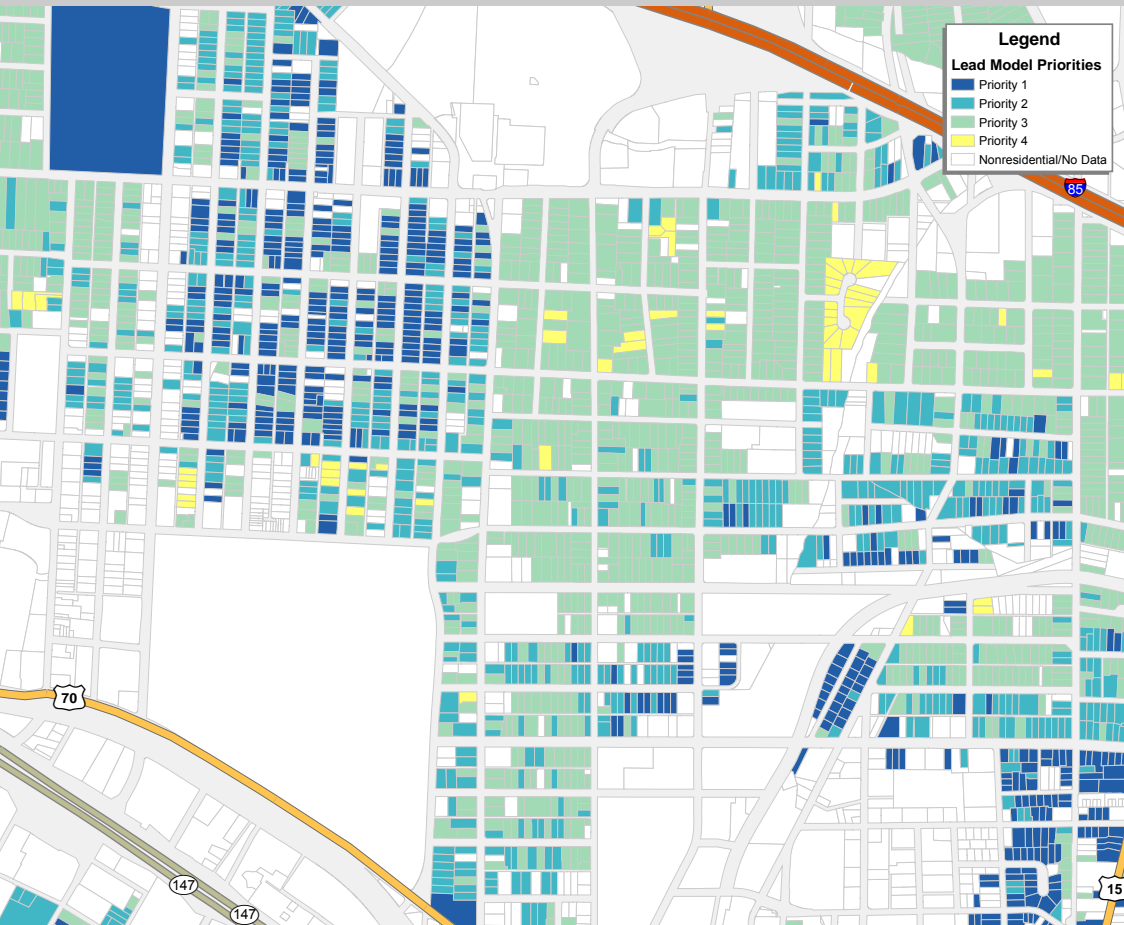 Legend
Lead Model Priorities
Priority 1
Priority 2
Priority 3
Priority 4
Nonresidential/No Data
85
70
147
147
15